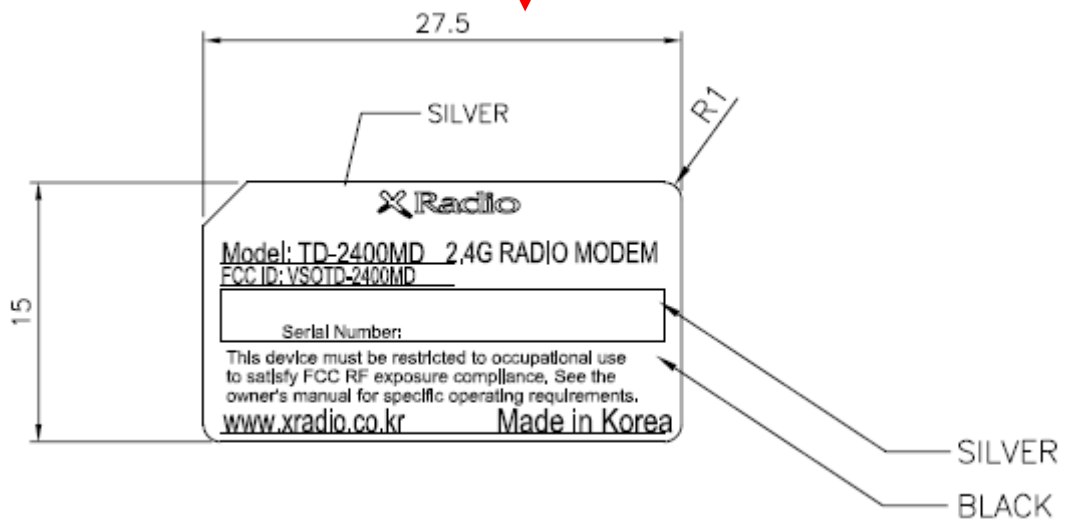 27.5
SILVER
R1
15
X Radio
Model: TD-2400MD 2,4G RADIO MODEM
FCC ID: VSOTD-2400MD
Serial Number:
This device must be restricted to occupational use
to satisfy FCC RF exposure compliance, See the
owner's manual for specific operating requirements.
www.xradio.co.kr Made in Korea
SILVER
BLACK